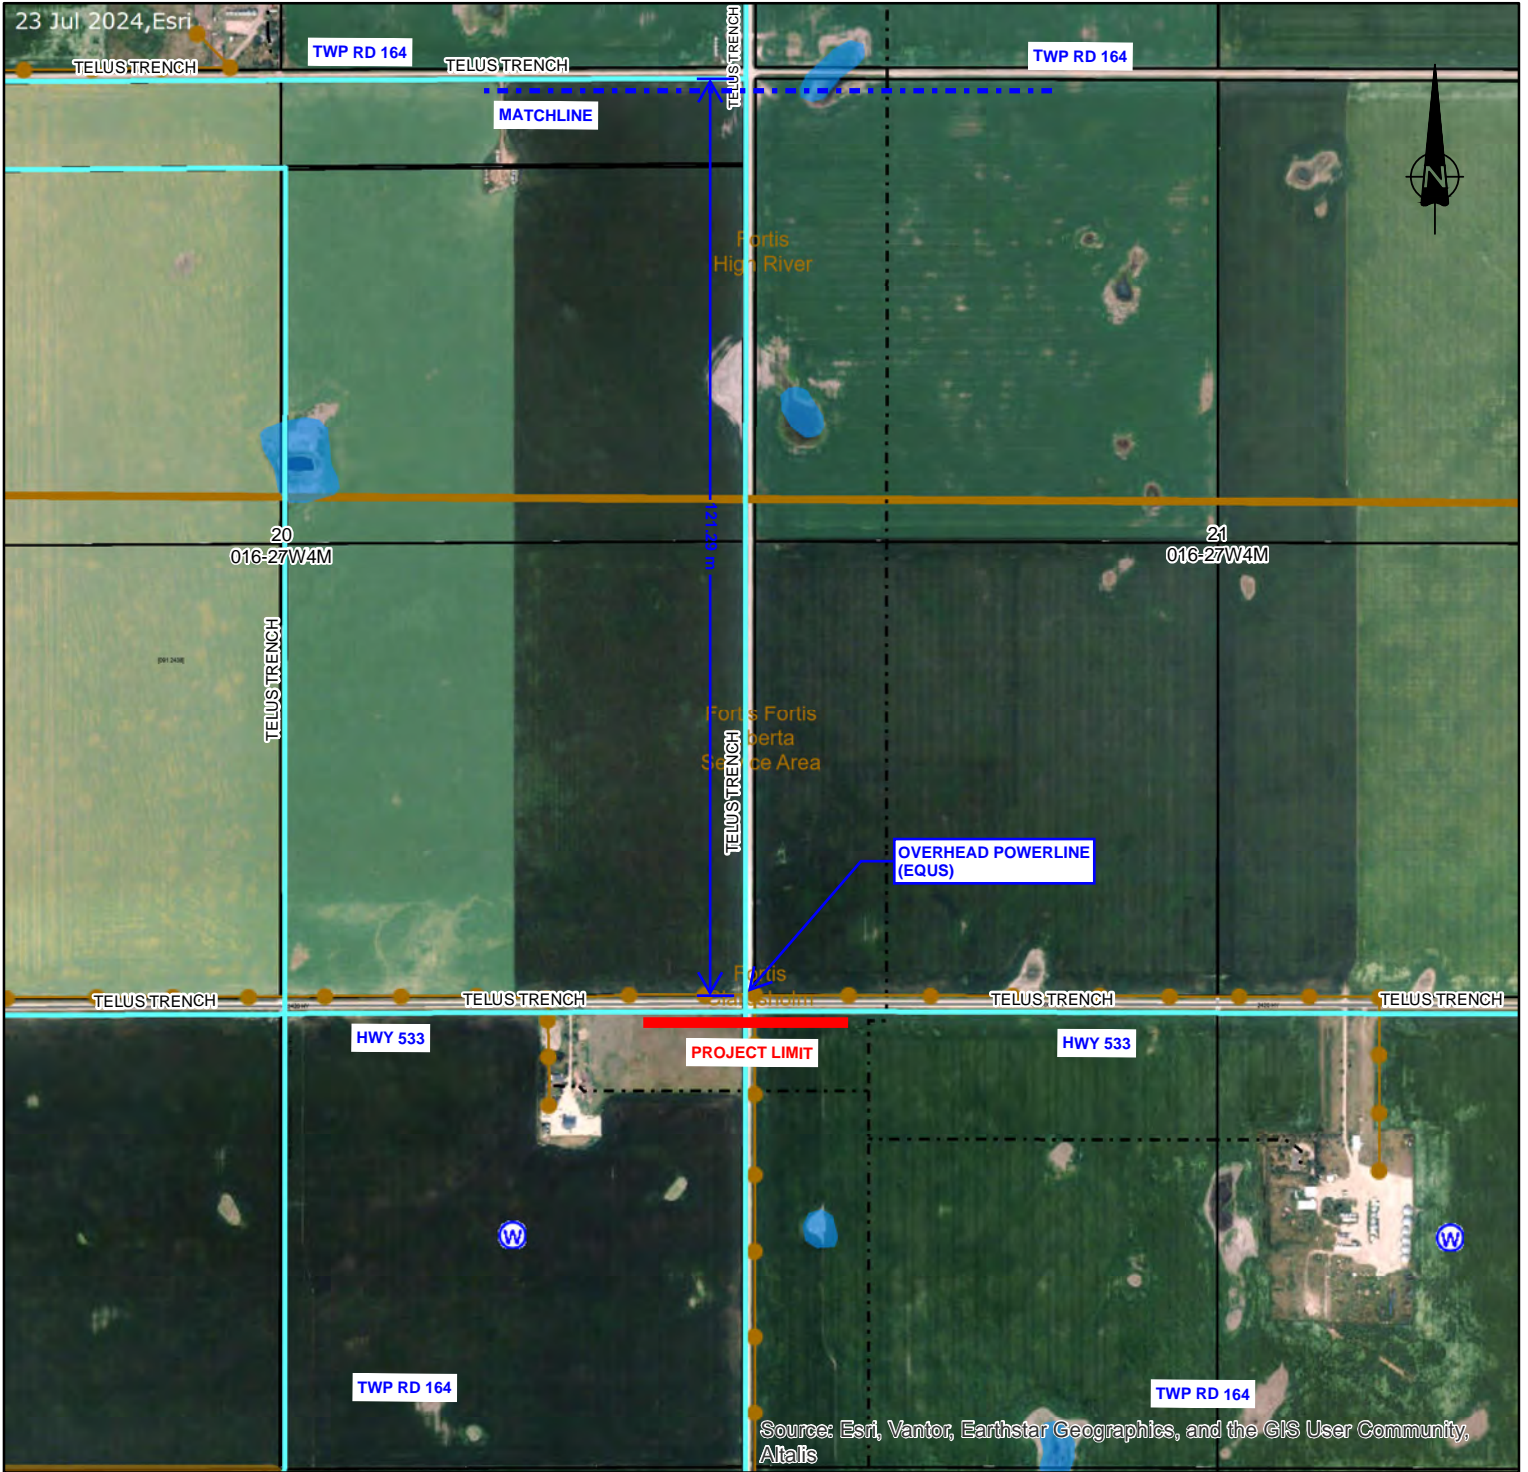 23 Jul 2024,Esri
TWP RD 164
TELUS TRENCH
TELUS TRENCH
TELUS TRENCH
TWP RD 164
MATCHLINE
N
Fortis
High River
121.29 m
20
016-27W4M
21
016-27W4M
TELUS TRENCH
TELUS TRENCH
Fortis Fortis
Service Area
OVERHEAD POWERLINE
(EQUS)
Fortis
TELUS TRENCH
TELUS TRENCH
TELUS TRENCH
TELUS TRENCH
HWY 533
PROJECT LIMIT
HWY 533
W
W
TWP RD 164
TWP RD 164
Source: Esri, Vantor, Earthstar Geographics, and the GIS User Community,
Altalis